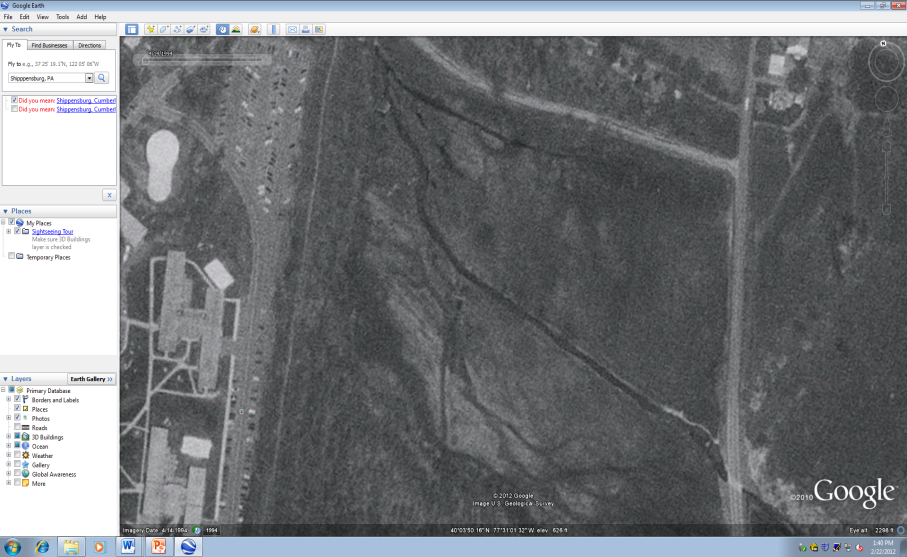 Google Earth
File Edit View Tools Add Help
Search
Fly To Find Businesses Directions
Fly to e.g., 37 25' 19.1"N, 122 05' 06"W
Shipppensburg, PA
Did you mean: Shippensburg, Cumberl
Did you mean: Shippensburg, Cumberl
Places
My Places
Sightseeing Tour
Make sure 3D Buildings
layer is checked
Temporary Places
Layers
Earth Gallery >>
Primary Database
Borders and Labels
Places
Photos
Roads
3D Buildings
Ocean
Weather
Gallery
Global Awareness
More
N
© 2012 Google
Image U.S. Geological Survey
©2010 Google
Imagery Date: 4/14/1994 1994 40°03'50.16" N 77°31'01.32" W elev 626 ft Eye alt 2298 ft
1:40 PM
2/22/2012